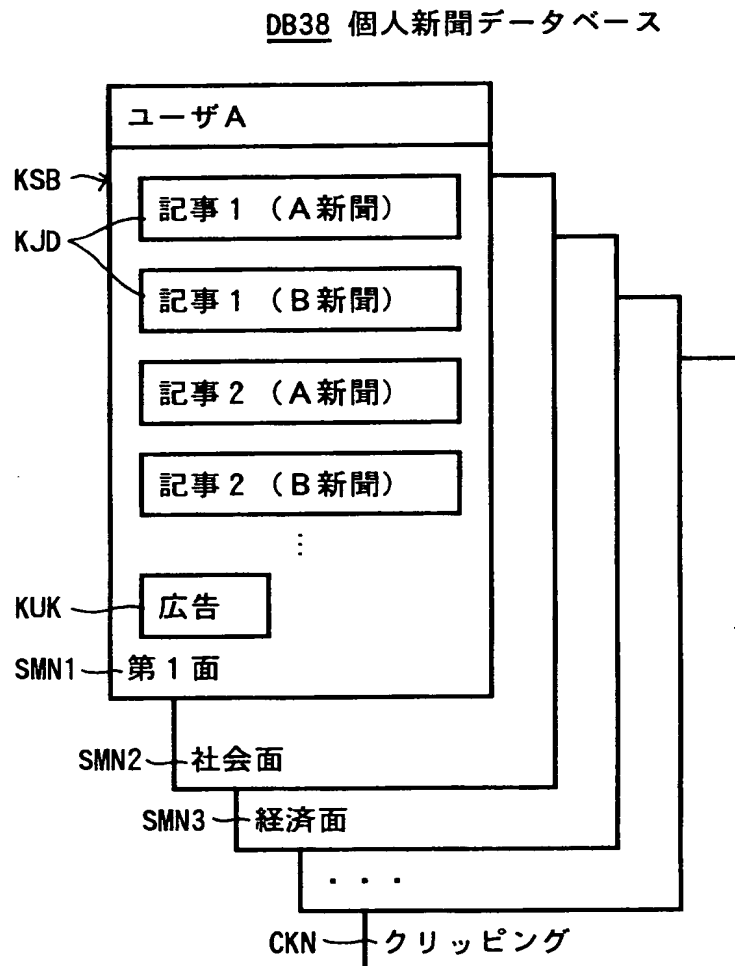 DB38 個人新聞データベース
ユーザA
KSB
記事1 (A新聞)
KJD
記事1 (B新聞)
記事2 (A新聞)
記事2 (B新聞)
⋮
KUK 広告
SMN1 第1面
SMN2 社会面
SMN3 経済面
・・・
CKN クリッピング